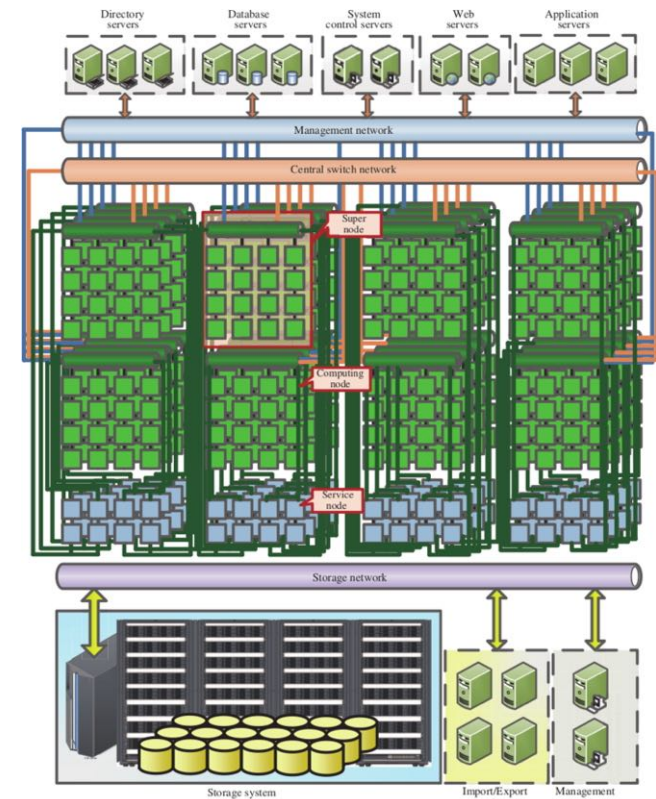 Directory
servers
Database
servers
System
control servers
Web
servers
Application
servers
Management network
Central switch network
Super
node
Computing
node
Service
node
Storage network
Storage system
Import/Export
Management